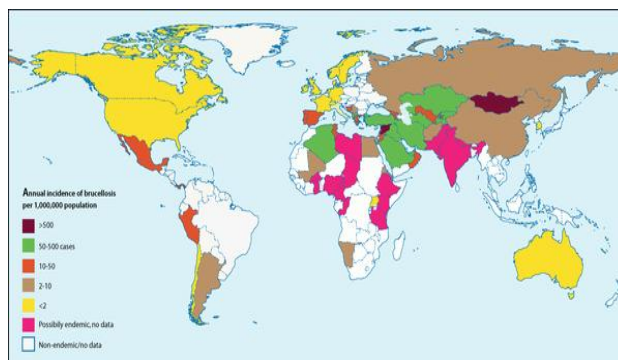 Annual incidence of brucellosis
per 1,000,000 population
>500
50-500 cases
10-50
2-10
<2
Possibily endemic, no data
Non-endemic/no data